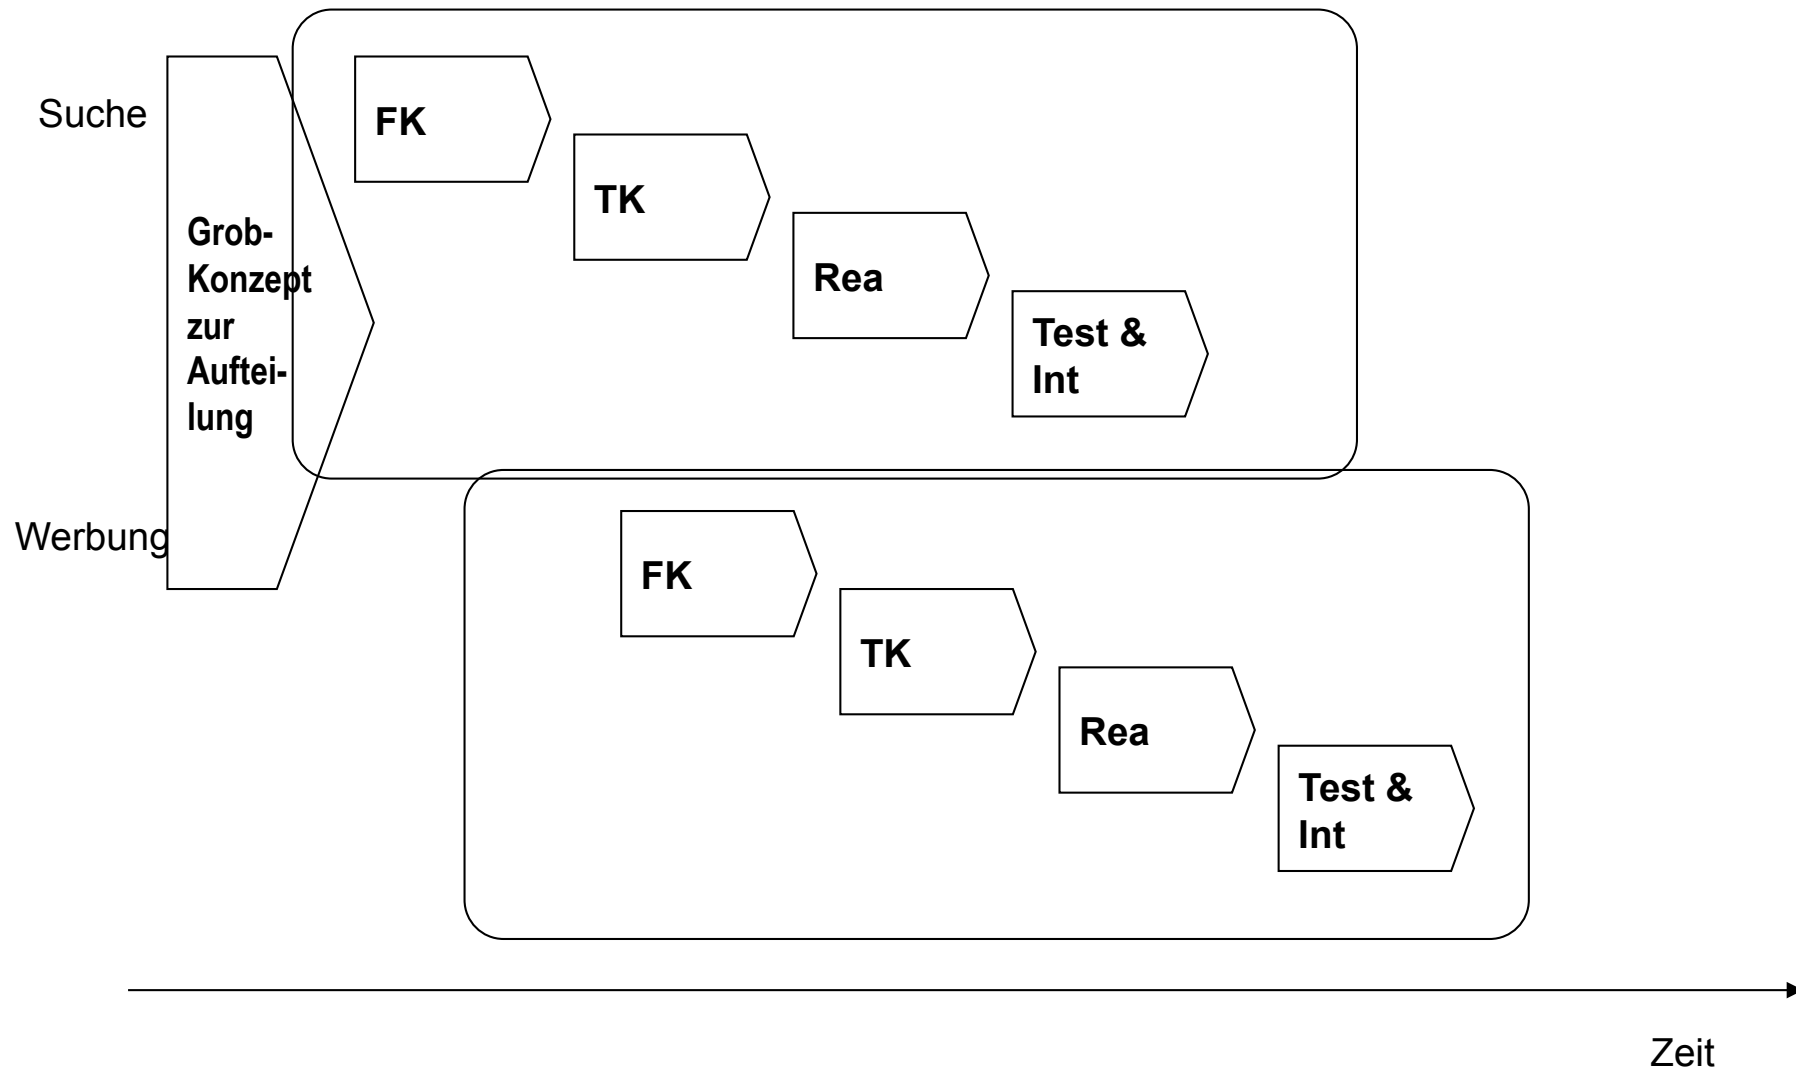 Suche
Grob-
Konzept
zur
Auftei-
lung
Werbung
FK
TK
Rea
Test &
Int
FK
TK
Rea
Test &
Int
Zeit